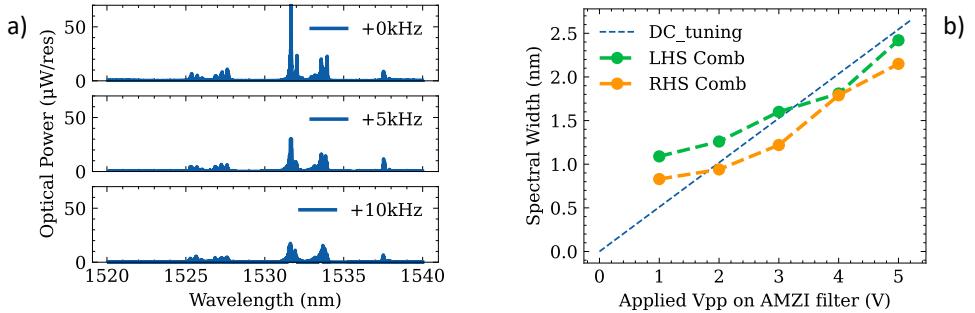 a)
50
0
+0kHz
50
0
+5kHz
50
0
+10kHz
Optical Power (μW/res)
1520 1525 1530 1535 1540
Wavelength (nm)
b)
2.5
2.0
1.5
1.0
0.5
0.0
Spectral Width (nm)
DC_tuning
LHS Comb
RHS Comb
0 1 2 3 4 5
Applied Vpp on AMZI filter (V)